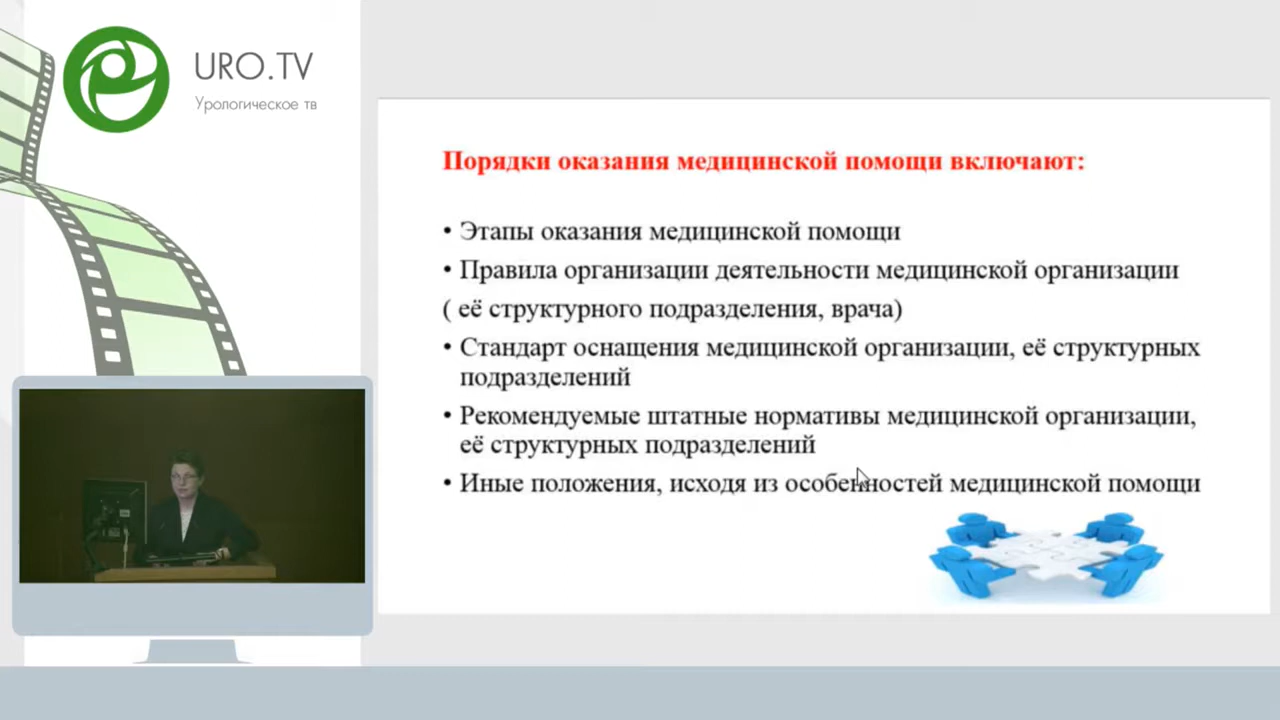 URO.TV
Урологическое тв
Порядки оказания медицинской помощи включают:
• Этапы оказания медицинской помощи
• Правила организации деятельности медицинской организации
( её структурного подразделения, врача)
• Стандарт оснащения медицинской организации, её структурных
подразделений
• Рекомендуемые штатные нормативы медицинской организации,
её структурных подразделений
• Иные положения, исходя из особенностей медицинской помощи